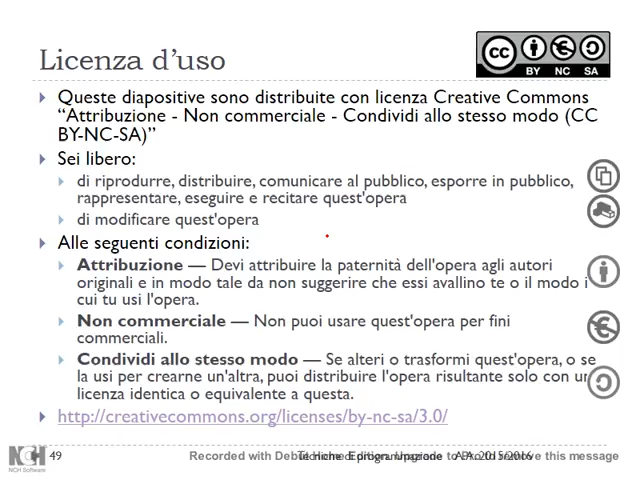 Licenza d'uso
CC BY NC SA
Queste diapositive sono distribuite con licenza Creative Commons
“Attribuzione - Non commerciale - Condividi allo stesso modo (CC
BY-NC-SA)”
Sei libero:
di riprodurre, distribuire, comunicare al pubblico, esporre in pubblico,
rappresentare, eseguire e recitare quest'opera
di modificare quest'opera
Alle seguenti condizioni:
Attribuzione — Devi attribuire la paternità dell'opera agli autori
originali e in modo tale da non suggerire che essi avallino te o il modo i
cui tu usi l'opera.
Non commerciale — Non puoi usare quest'opera per fini
commerciali.
Condividi allo stesso modo — Se alteri o trasformi quest'opera, o se
la usi per crearne un'altra, puoi distribuire l'opera risultante solo con un
licenza identica o equivalente a questa.
http://creativecommons.org/licenses/by-nc-sa/3.0/
NCH
NCH Software
49
Recorded with Debut to remove this message
Tecniche di programmazione A.A. 2015/2016